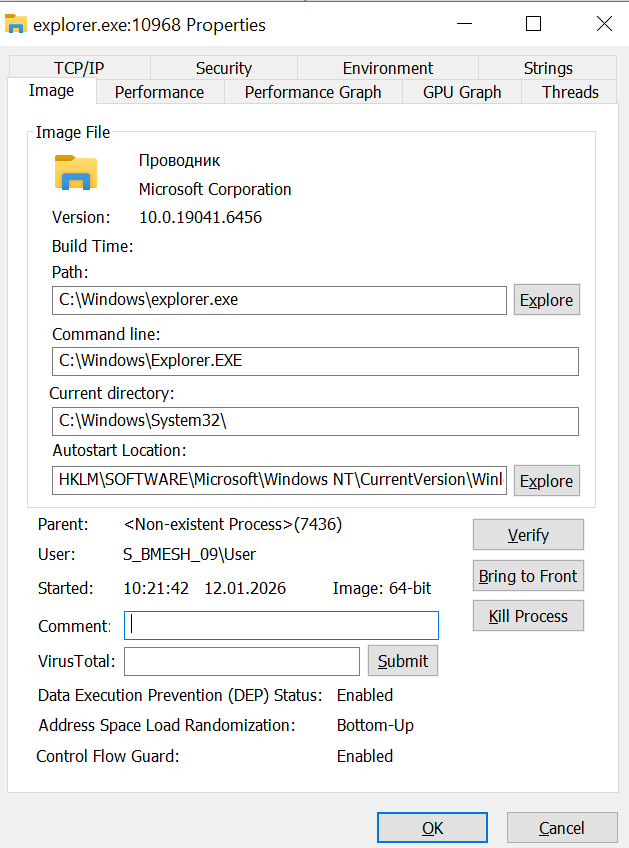 explorer.exe:10968 Properties
TCP/IP Security Environment Strings
Image Performance Performance Graph GPU Graph Threads
Image File
Проводник
Microsoft Corporation
Version: 10.0.19041.6456
Build Time:
Path:
C:\Windows\explorer.exe Explore
Command line:
C:\Windows\Explorer.EXE
Current directory:
C:\Windows\System32\
Autostart Location:
HKLM\SOFTWARE\Microsoft\Windows NT\CurrentVersion\Winl Explore
Parent: <Non-existent Process>(7436)
Verify
User: S_BMESH_09\User
Bring to Front
Started: 10:21:42 12.01.2026 Image: 64-bit
Kill Process
Comment:
VirusTotal: Submit
Data Execution Prevention (DEP) Status: Enabled
Address Space Load Randomization: Bottom-Up
Control Flow Guard: Enabled
OK Cancel